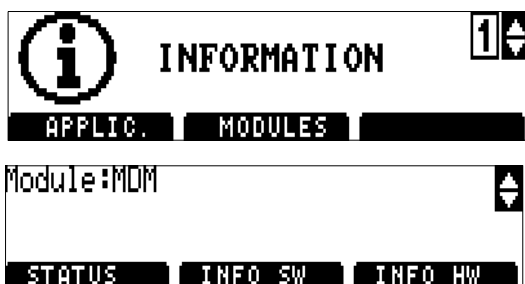 INFORMATION 1
APPLIC. MODULES
Module:MDM
STATUS INFO SW INFO HW